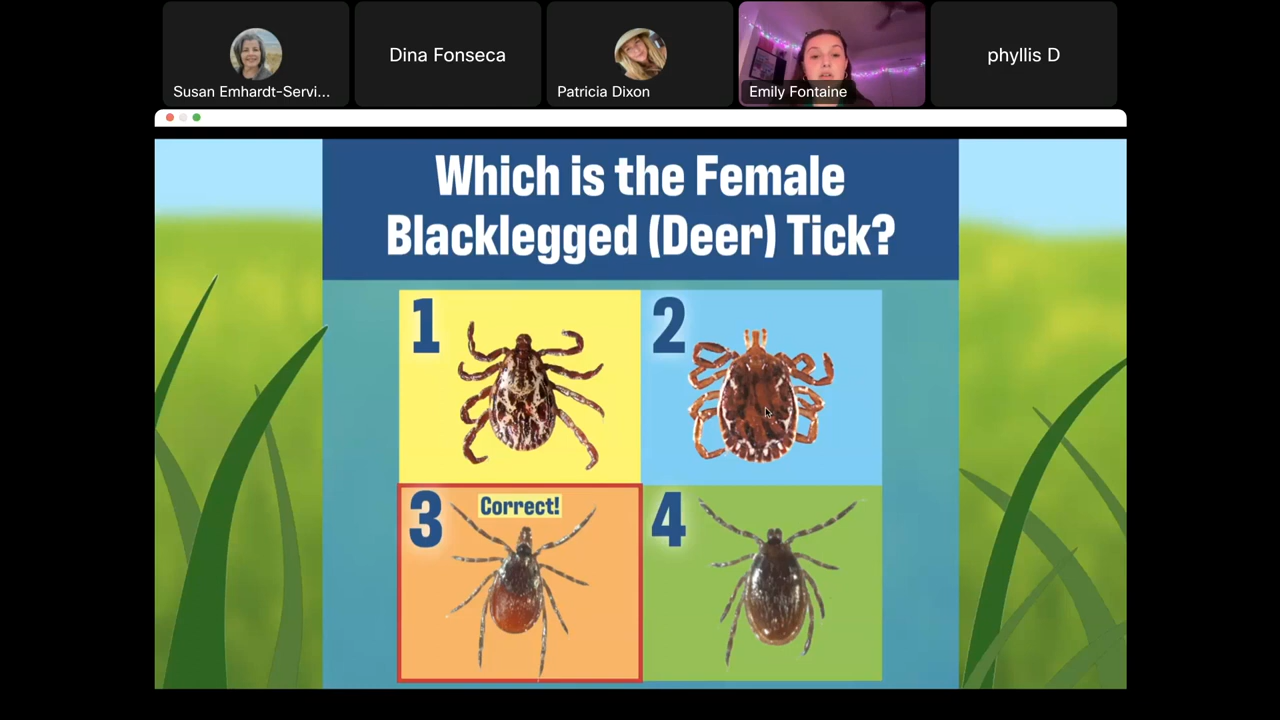 Susan Emhardt-Servi...
Dina Fonseca
Patricia Dixon
Emily Fontaine
phyllis D
Which is the Female
Blacklegged (Deer) Tick?
1
2
3
Correct!
4